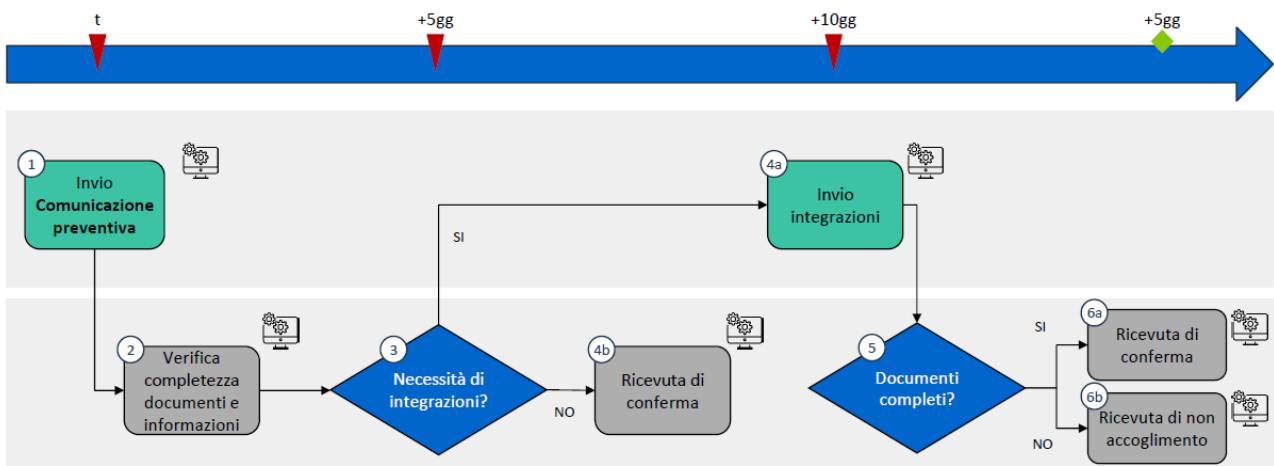 t
+5gg
+10gg
+5gg
1
Invio
Comunicazione
preventiva
4a
Invio
integrazioni
SI
2
Verifica
completezza
documenti e
informazioni
3
Necessità di
integrazioni?
NO
4b
Ricevuta di
conferma
5
Documenti
completi?
SI
6a
Ricevuta di
conferma
NO
6b
Ricevuta di non
accoglimento